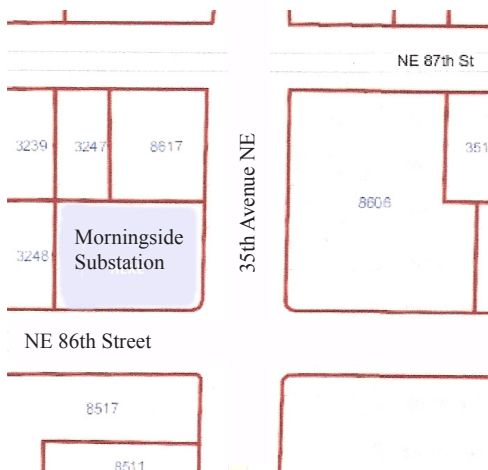 NE 87th St
3239
3247
8617
35th Avenue NE
8606
351
3248
Morningside
Substation
NE 86th Street
8517
8511